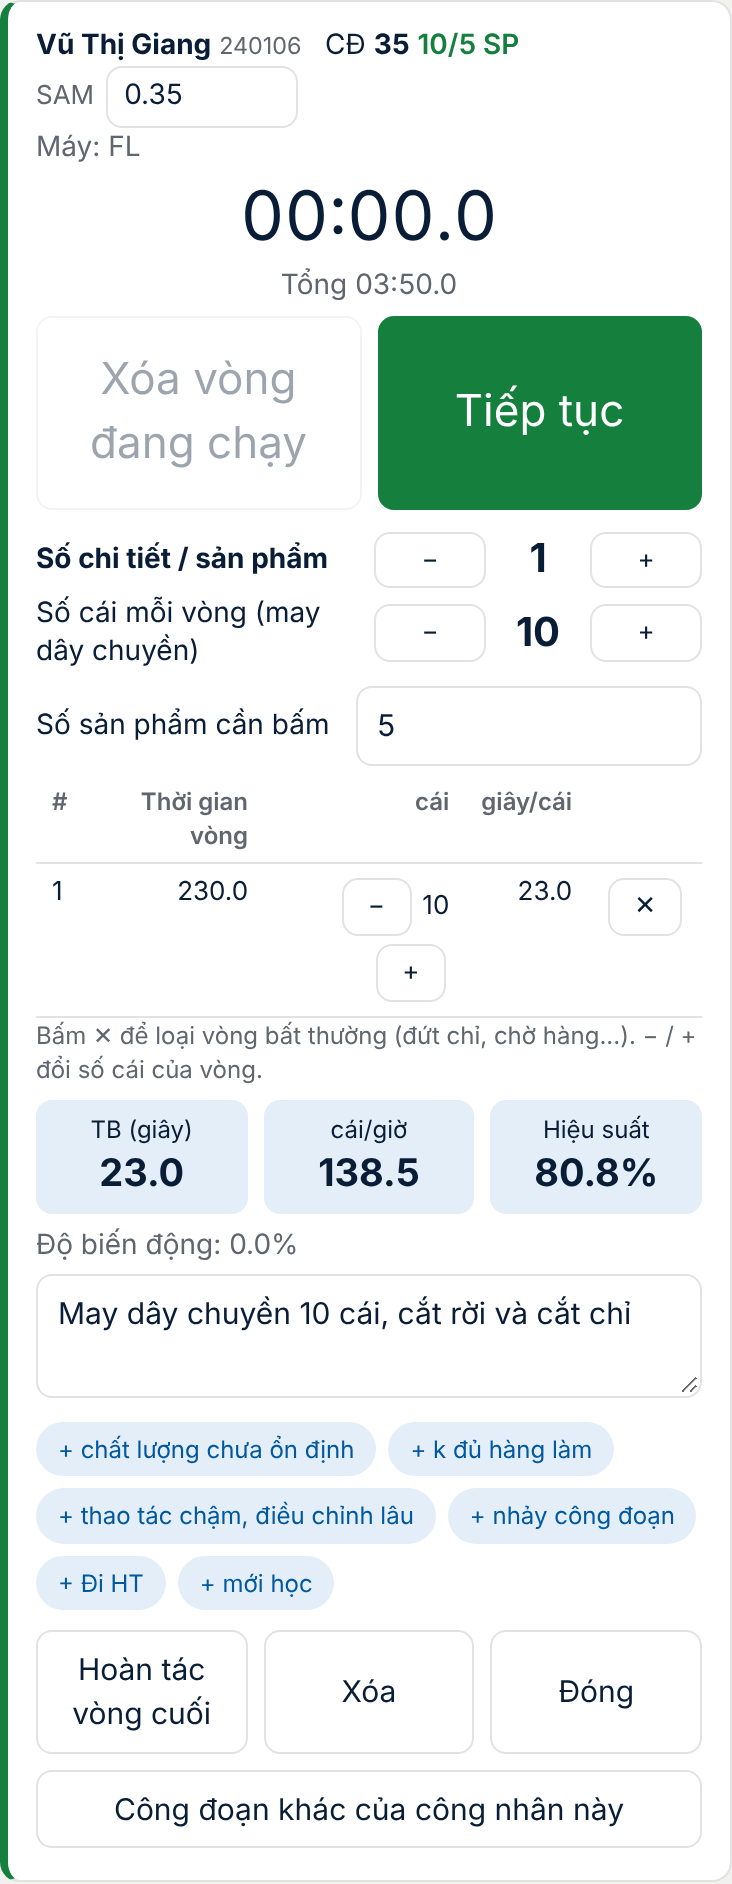 Vũ Thị Giang 240106 CĐ 35 10/5 SP
SAM 0.35
Máy: FL
00:00.0
Tổng 03:50.0
Xóa vòng
đang chạy
Tiếp tục
Số chi tiết / sản phẩm − 1 +
Số cái mỗi vòng (may
dây chuyền) − 10 +
Số sản phẩm cần bấm 5
# Thời gian
vòng cái giây/cái
1 230.0 − 10 23.0 ✕
+
Bấm ✕ để loại vòng bất thường (đứt chỉ, chờ hàng...). − / +
đổi số cái của vòng.
TB (giây) cái/giờ Hiệu suất
23.0 138.5 80.8%
Độ biến động: 0.0%
May dây chuyền 10 cái, cắt rời và cắt chỉ
+ chất lượng chưa ổn định + k đủ hàng làm
+ thao tác chậm, điều chỉnh lâu + nhảy công đoạn
+ Đi HT + mới học
Hoàn tác
vòng cuối
Xóa
Đóng
Công đoạn khác của công nhân này